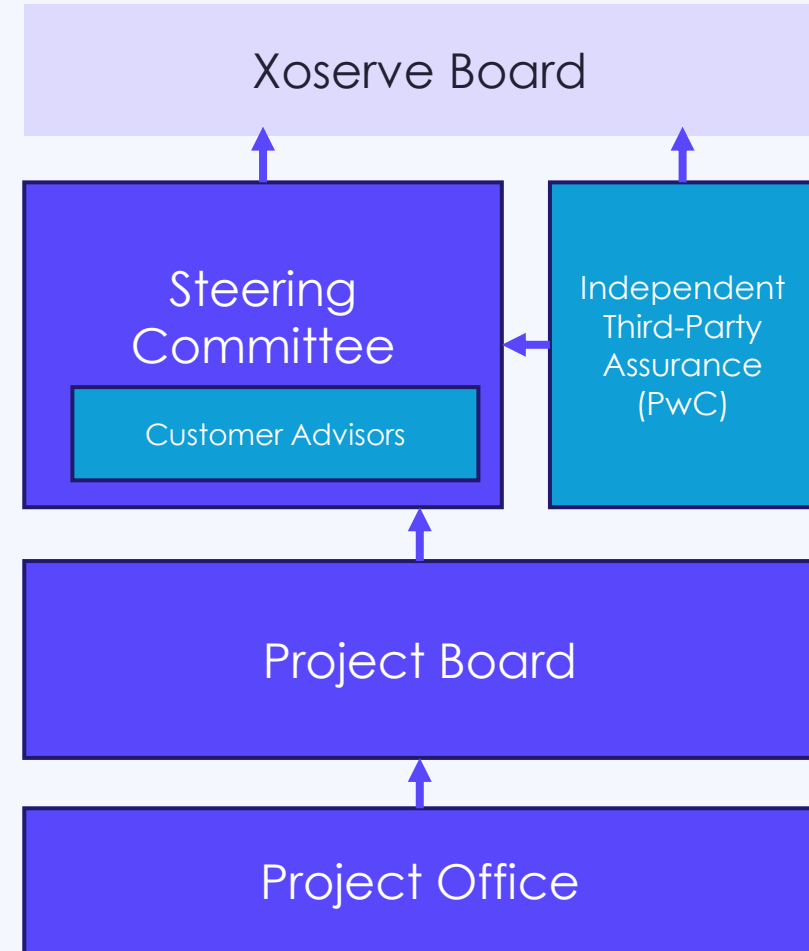 Xoserve Board
Steering
Committee
Customer Advisors
Independent
Third-Party
Assurance
(PwC)
Project Board
Project Office